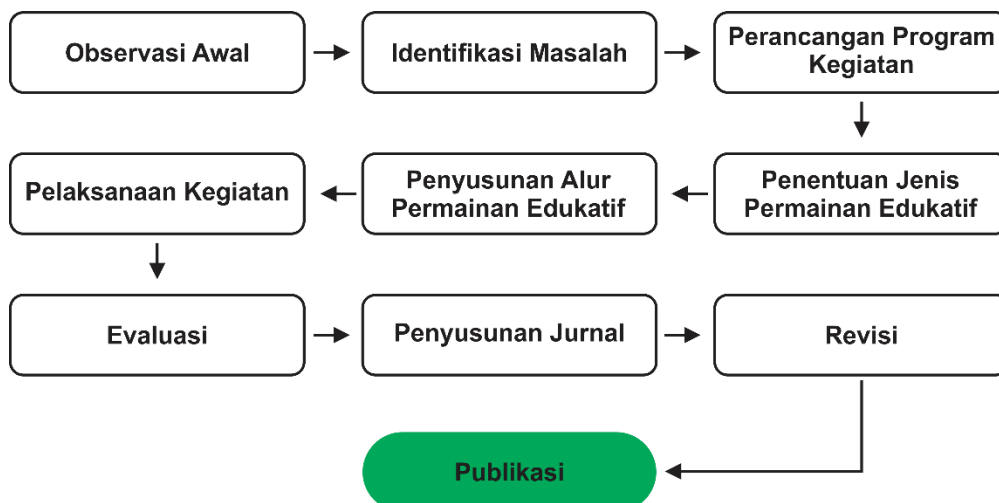 Observasi Awal
Identifikasi Masalah
Perancangan Program
Kegiatan
Penentuan Jenis
Permainan Edukatif
Penyusunan Alur
Permainan Edukatif
Pelaksanaan Kegiatan
Evaluasi
Penyusunan Jurnal
Revisi
Publikasi